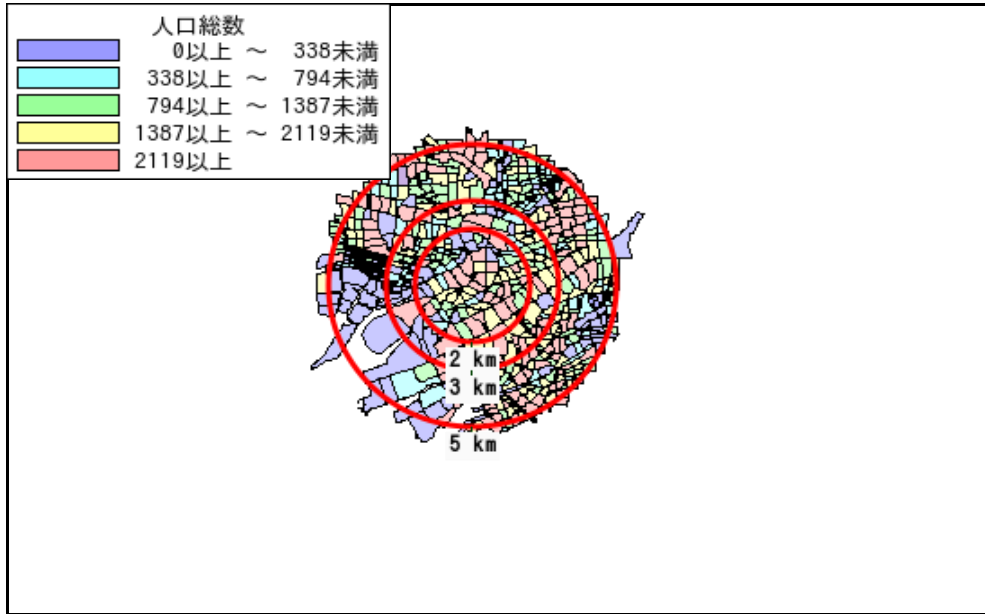 人口総数
0以上 ～ 338未満
338以上 ～ 794未満
794以上 ～ 1387未満
1387以上 ～ 2119未満
2119以上
2 km
3 km
5 km